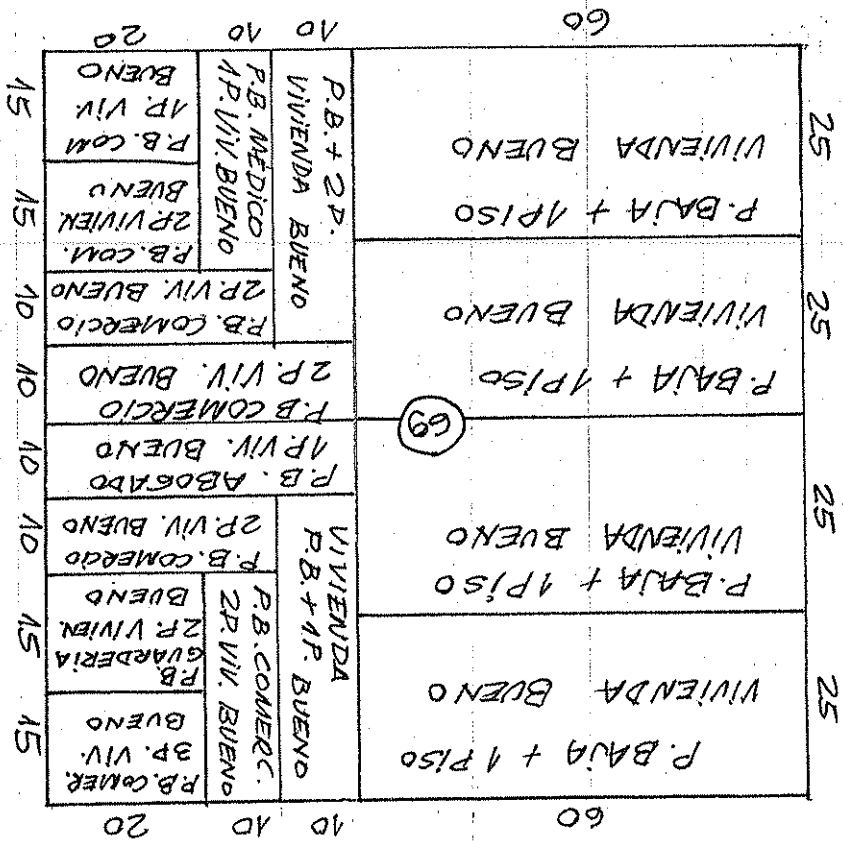 60
10
10
20
25
P. BAJA + 1 PISO
VIVIENDA BUENO
25
P. BAJA + 1 PISO
VIVIENDA BUENO
25
P. BAJA + 1 PISO
VIVIENDA BUENO
25
P. BAJA + 1 PISO
VIVIENDA BUENO
69
VIVIENDA
P.B. + 1P. BUENO
P.B. COMERC.
2P. VIV. BUENO
P.B. COMER.
3P. VIV.
BUENO
15
P.B.
GUARDERIA
2P. VIVIEN.
BUENO
15
P.B. COMERCIO
2P. VIV. BUENO
10
P.B. ABOGADO
1P. VIV. BUENO
10
P.B COMERCIO
2P VIV. BUENO
10
P.B. COMERCIO
2P. VIV. BUENO
10
P.B. + 2P.
VIVIENDA BUENO
P.B. MÉDICO
1P. VIV. BUENO
P.B. COM.
2P. VIVIEN
BUENO
15
P.B. COM
1P. VIV.
BUENO
15
60
10
10
20